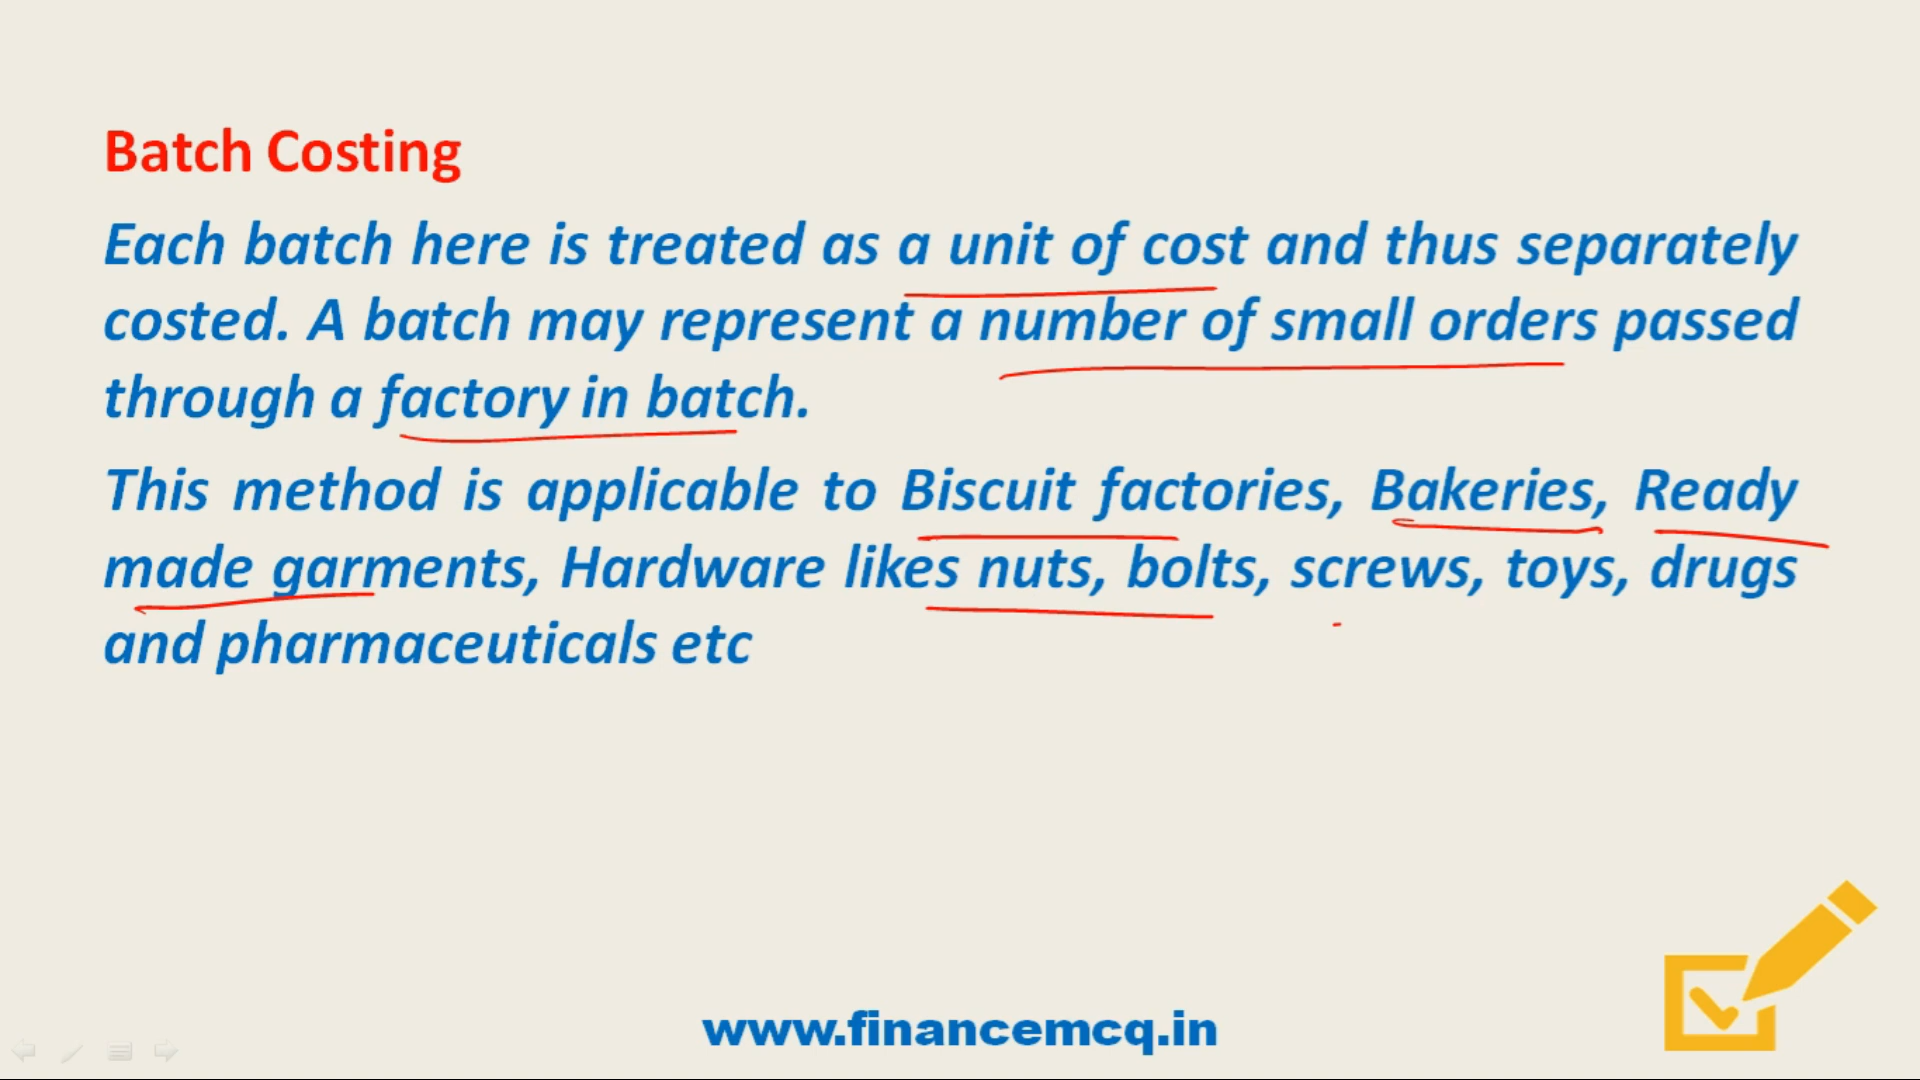 Batch Costing
Each batch here is treated as a unit of cost and thus separately
costed. A batch may represent a number of small orders passed
through a factory in batch.
This method is applicable to Biscuit factories, Bakeries, Ready
made garments, Hardware likes nuts, bolts, screws, toys, drugs
and pharmaceuticals etc
www.financemcq.in